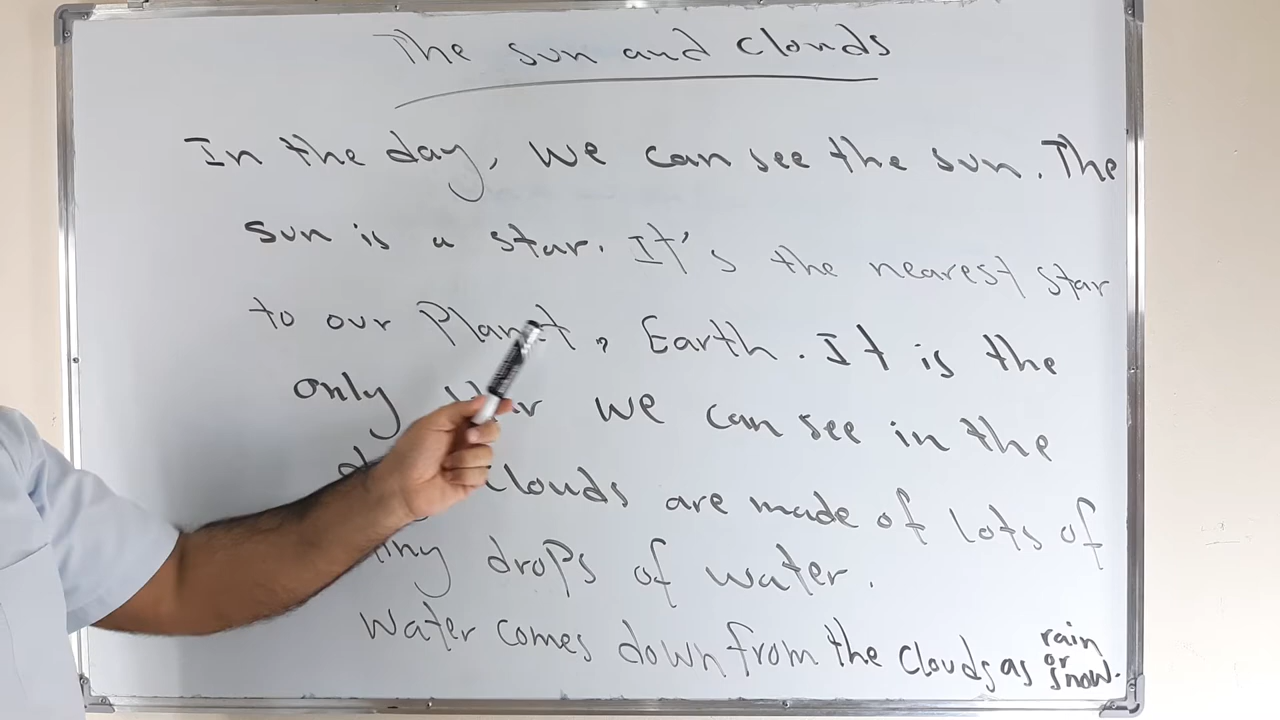 The sun and clouds
In the day, we can see the sun. The
sun is a star. It's the nearest star
to our Planet, Earth. It is the
only star we can see in the
clouds are made of lots of
tiny drops of water.
Water comes down from the clouds as rain
or
snow.